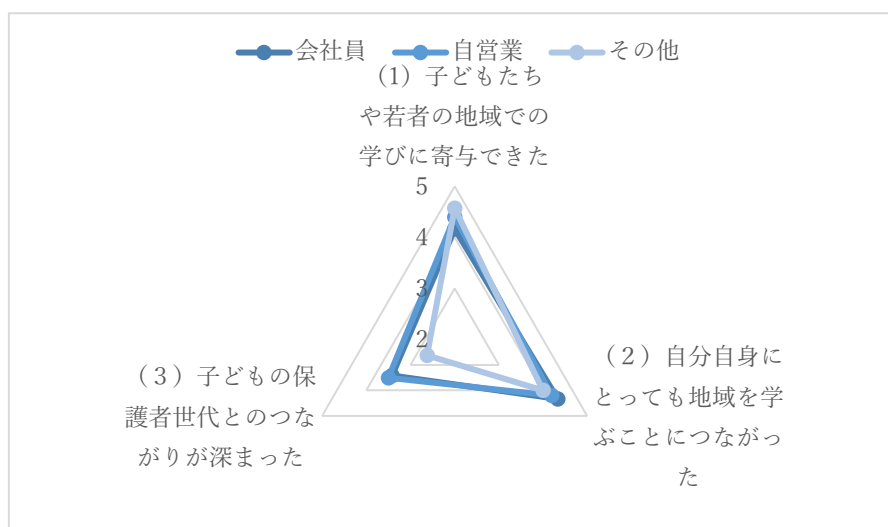 会社員 自営業 その他
（1）子どもたち
や若者の地域での
学びに寄与できた
5
4
3
2
（２）自分自身に
とっても地域を学
ぶことにつながっ
た
（３）子どもの保
護者世代とのつな
がりが深まった